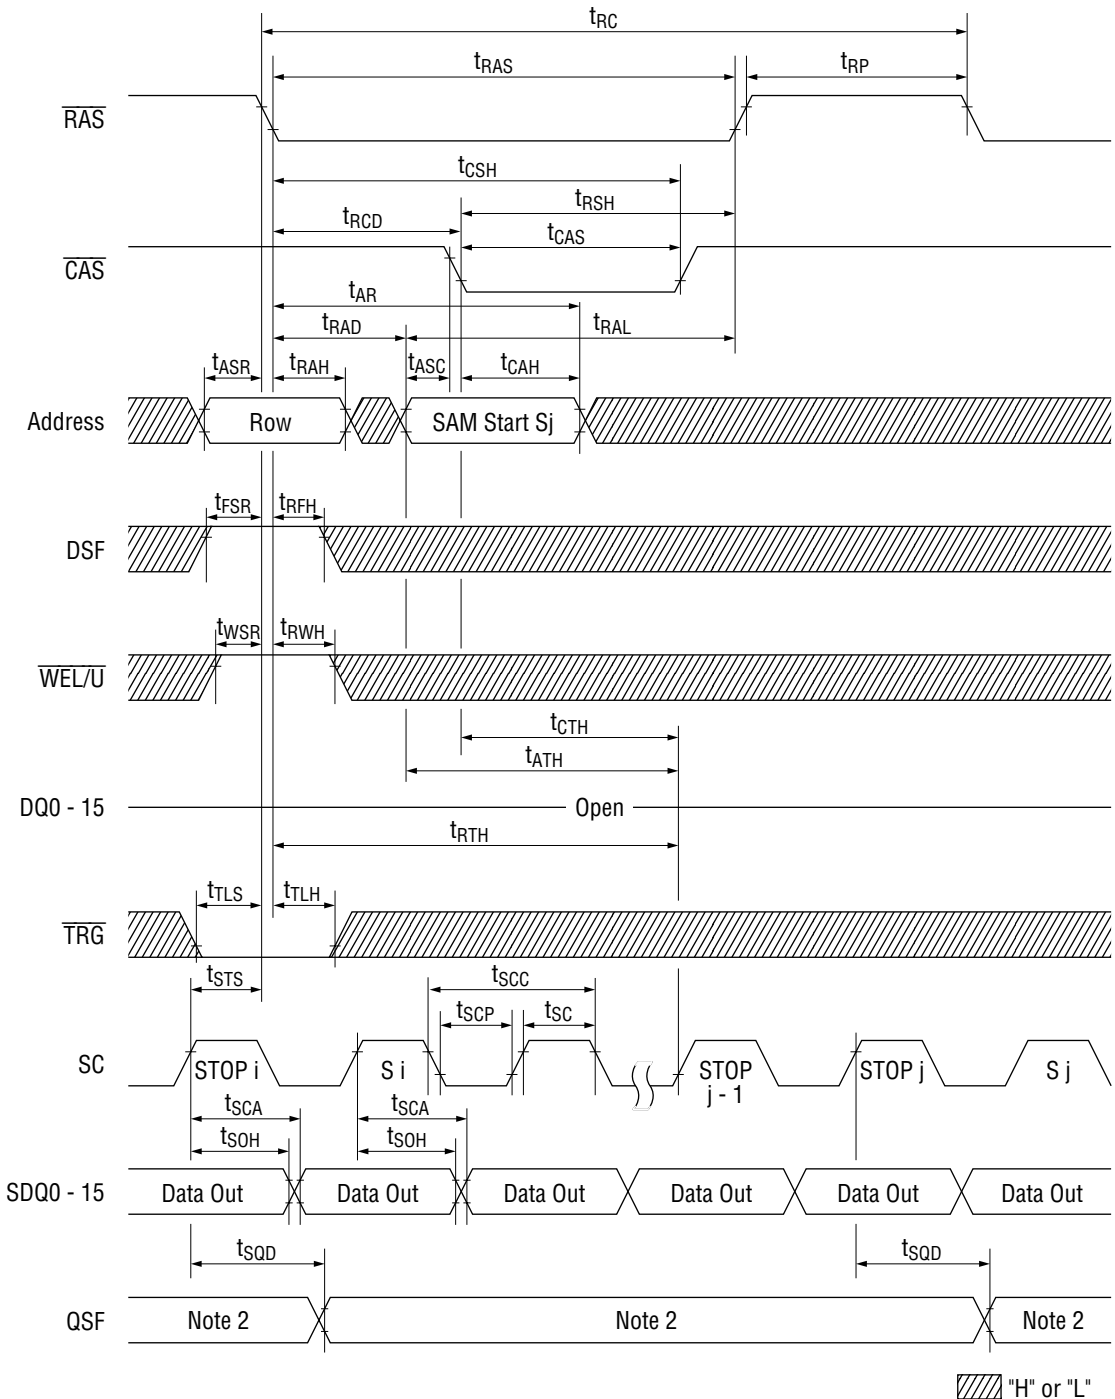 tRC
tRAS tRP
RAS
tCSH
tRSH
tRCD
tCAS
CAS
tAR
tRAD tRAL
tASR tRAH tASC tCAH
Address Row SAM Start Sj
tFSR tRFH
DSF
tWSR tRWH
WEL/U
tCTH
tATH
DQ0 - 15 Open
tRTH
tTLS tTLH
TRG
tSTS tSCC
tSCP tSC
SC STOP i S i STOP j - 1 STOP j S j
tSCA tSCA
tSOH tSOH
SDQ0 - 15 Data Out Data Out Data Out Data Out Data Out Data Out
tSQD tSQD
QSF Note 2 Note 2 Note 2
"H" or "L"